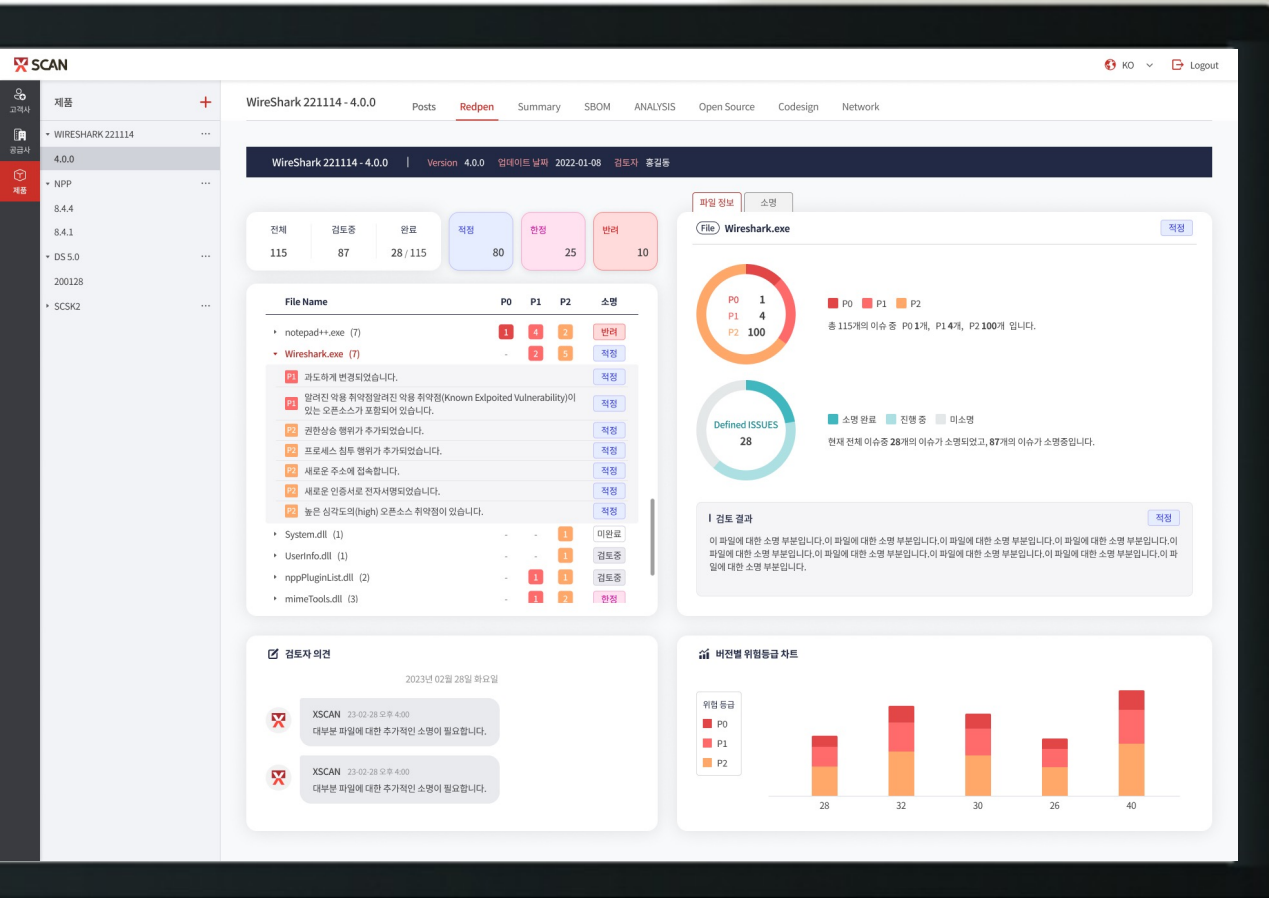 XSCAN
KO
Logout
고객사
공급사
제품
제품 +
WIRESHARK 221114 ...
4.0.0
NPP ...
8.4.4
8.4.1
DS 5.0 ...
200128
SCSK2 ...
WireShark 221114 - 4.0.0 Posts Redpen Summary SBOM ANALYSIS Open Source Codesign Network
WireShark 221114 - 4.0.0 | Version 4.0.0 업데이트 날짜 2022-01-08 검토자 홍길동
전체 검토중 완료 적정 한정 반려
115 87 28 / 115 80 25 10
File Name P0 P1 P2 소명
notepad++.exe (7) 1 4 2 반려
Wireshark.exe (7) - 2 5 적정
P1 과도하게 변경되었습니다. 적정
P1 알려진 악용 취약점알려진 악용 취약점(Known Exlpoited Vulnerability)이
있는 오픈소스가 포함되어 있습니다. 적정
P2 권한상승 행위가 추가되었습니다. 적정
P2 프로세스 침투 행위가 추가되었습니다. 적정
P2 새로운 주소에 접속합니다. 적정
P2 새로운 인증서로 전자서명되었습니다. 적정
P2 높은 심각도의(high) 오픈소스 취약점이 있습니다. 적정
System.dll (1) - - 1 미완료
UserInfo.dll (1) - - 1 검토중
nppPluginList.dll (2) - 1 1 검토중
mimeTools.dll (3) - 1 2 한정
파일 정보 소명
File Wireshark.exe 적정
P0 1
P1 4
P2 100
P0 P1 P2
총 115개의 이슈 중 P0 1개, P1 4개, P2 100개 입니다.
Defined ISSUES
28
소명 완료 진행 중 미소명
현재 전체 이슈중 28개의 이슈가 소명되었고, 87개의 이슈가 소명중입니다.
검토 결과 적정
이 파일에 대한 소명 부분입니다.이 파일에 대한 소명 부분입니다.이 파일에 대한 소명 부분입니다.이 파일에 대한 소명 부분입니다.이
파일에 대한 소명 부분입니다.이 파일에 대한 소명 부분입니다.이 파일에 대한 소명 부분입니다.이 파일에 대한 소명 부분입니다.이 파
일에 대한 소명 부분입니다.
검토자 의견
2023년 02월 28일 화요일
XSCAN 23-02-28 오후 4:00
대부분 파일에 대한 추가적인 소명이 필요합니다.
XSCAN 23-02-28 오후 4:00
대부분 파일에 대한 추가적인 소명이 필요합니다.
버전별 위험등급 차트
위험 등급
P0
P1
P2
28 32 30 26 40